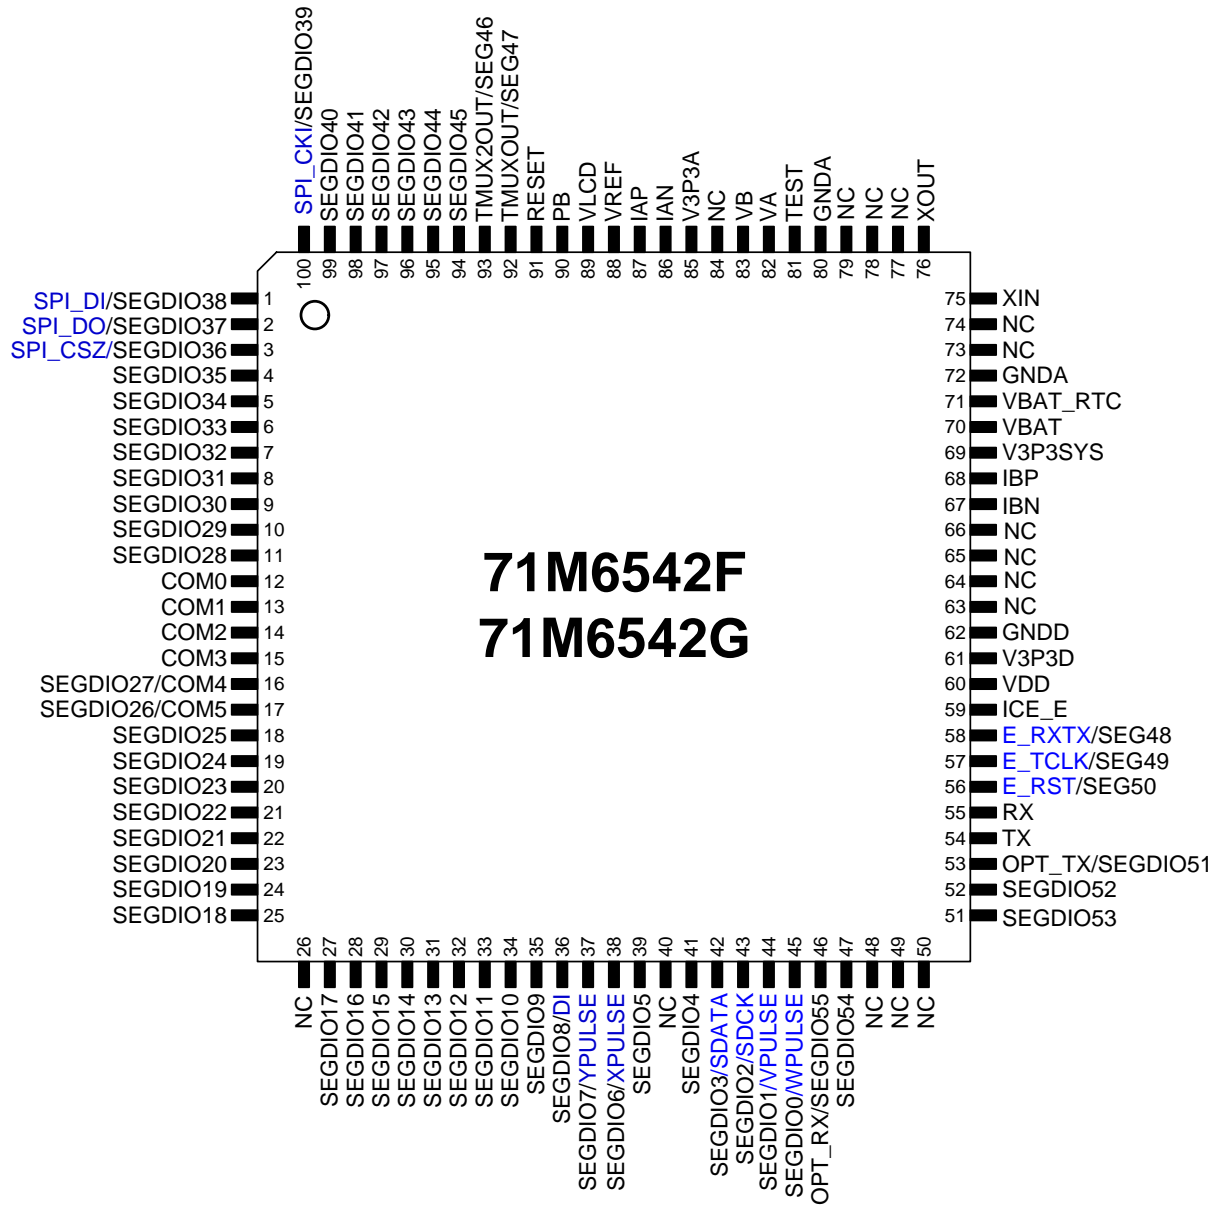 SPI_CKI/SEGDIO39
SEGDIO40
SEGDIO41
SEGDIO42
SEGDIO43
SEGDIO44
SEGDIO45
TMUX2OUT/SEG46
TMUXOUT/SEG47
RESET
PB
VLCD
VREF
IAP
IAN
V3P3A
NC
VB
VA
TEST
GNDA
NC
NC
NC
XOUT
100
99
98
97
96
95
94
93
92
91
90
89
88
87
86
85
84
83
82
81
80
79
78
77
76
SPI_DI/SEGDIO38 1
SPI_DO/SEGDIO37 2
SPI_CSZ/SEGDIO36 3
SEGDIO35 4
SEGDIO34 5
SEGDIO33 6
SEGDIO32 7
SEGDIO31 8
SEGDIO30 9
SEGDIO29 10
SEGDIO28 11
COM0 12
COM1 13
COM2 14
COM3 15
SEGDIO27/COM4 16
SEGDIO26/COM5 17
SEGDIO25 18
SEGDIO24 19
SEGDIO23 20
SEGDIO22 21
SEGDIO21 22
SEGDIO20 23
SEGDIO19 24
SEGDIO18 25
71M6542F
71M6542G
75 XIN
74 NC
73 NC
72 GNDA
71 VBAT_RTC
70 VBAT
69 V3P3SYS
68 IBP
67 IBN
66 NC
65 NC
64 NC
63 NC
62 GNDD
61 V3P3D
60 VDD
59 ICE_E
58 E_RXTX/SEG48
57 E_TCLK/SEG49
56 E_RST/SEG50
55 RX
54 TX
53 OPT_TX/SEGDIO51
52 SEGDIO52
51 SEGDIO53
26
27
28
29
30
31
32
33
34
35
36
37
38
39
40
41
42
43
44
45
46
47
48
49
50
NC
SEGDIO17
SEGDIO16
SEGDIO15
SEGDIO14
SEGDIO13
SEGDIO12
SEGDIO11
SEGDIO10
SEGDIO9
SEGDIO8/DI
SEGDIO7/YPULSE
SEGDIO6/XPULSE
SEGDIO5
NC
SEGDIO4
SEGDIO3/SDATA
SEGDIO2/SDCK
SEGDIO1/VPULSE
SEGDIO0/WPULSE
OPT_RX/SEGDIO55
SEGDIO54
NC
NC
NC